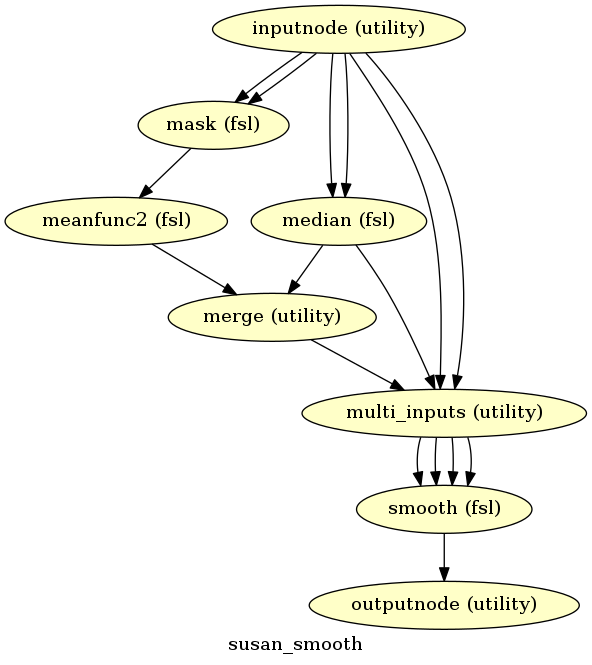 inputnode (utility)
mask (fsl)
meanfunc2 (fsl)
median (fsl)
merge (utility)
multi_inputs (utility)
smooth (fsl)
outputnode (utility)
susan_smooth